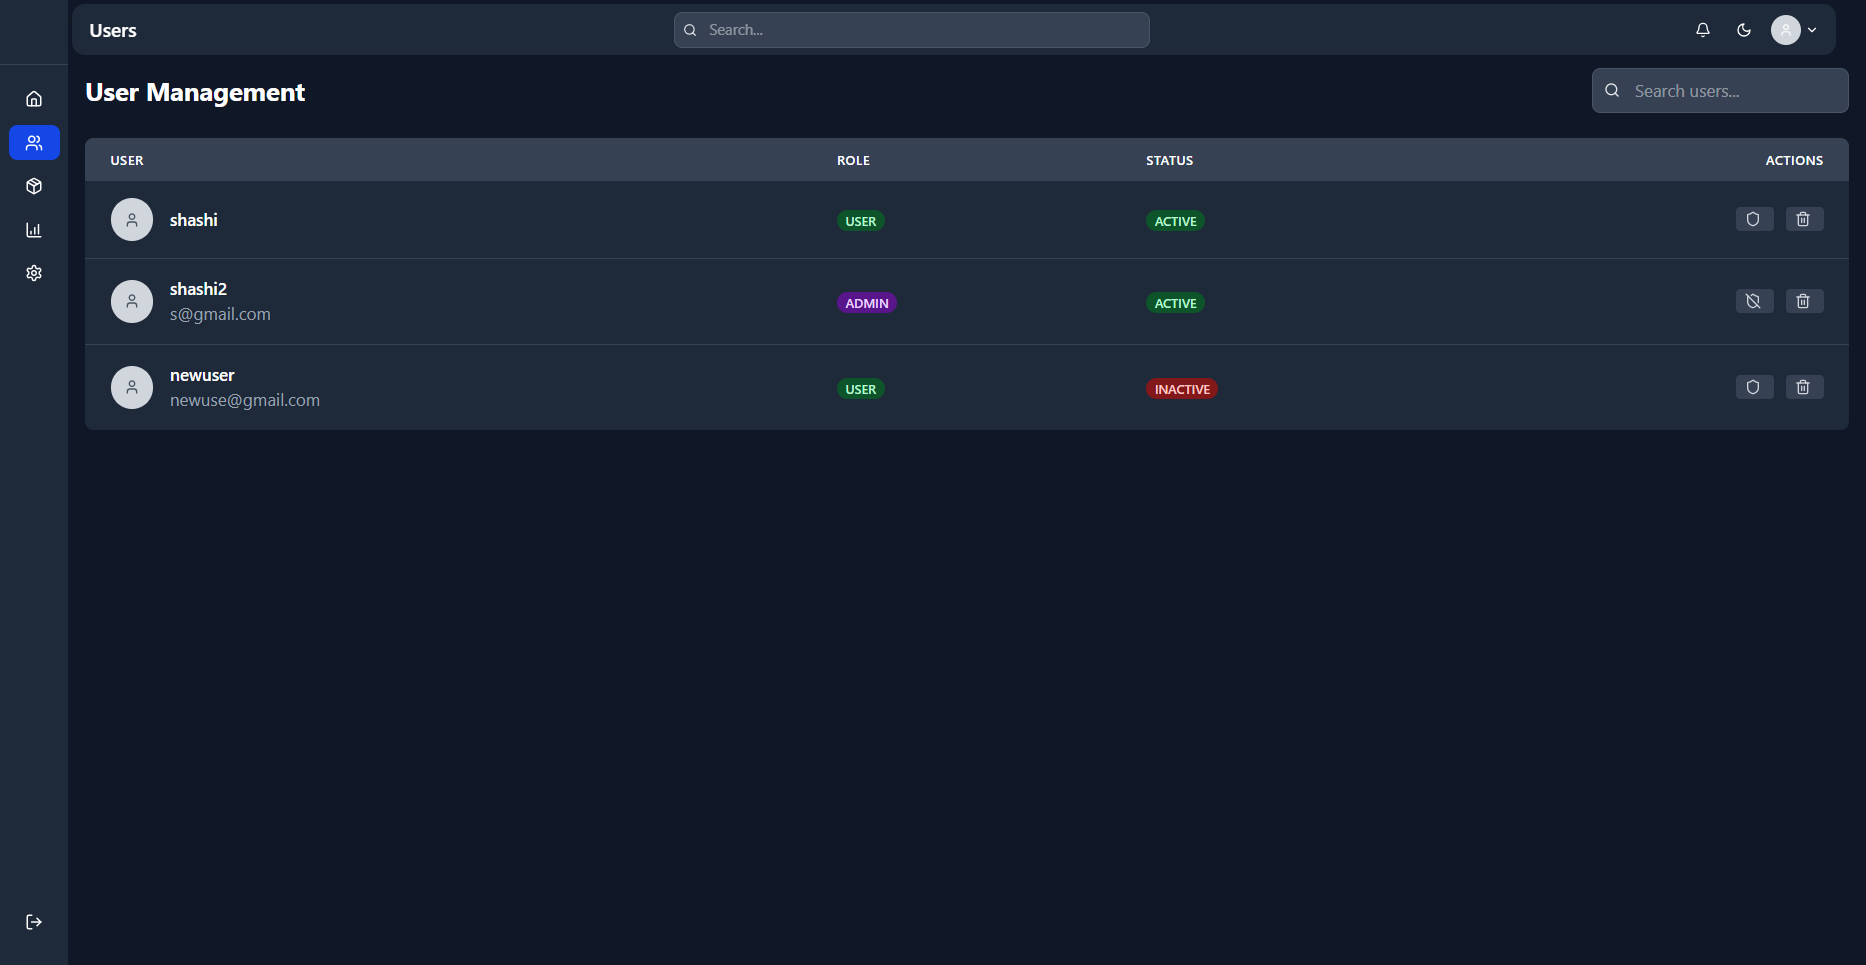 Users
Search...
User Management
Search users...
USER ROLE STATUS ACTIONS
shashi USER ACTIVE
shashi2
s@gmail.com
ADMIN ACTIVE
newuser
newuse@gmail.com
USER INACTIVE